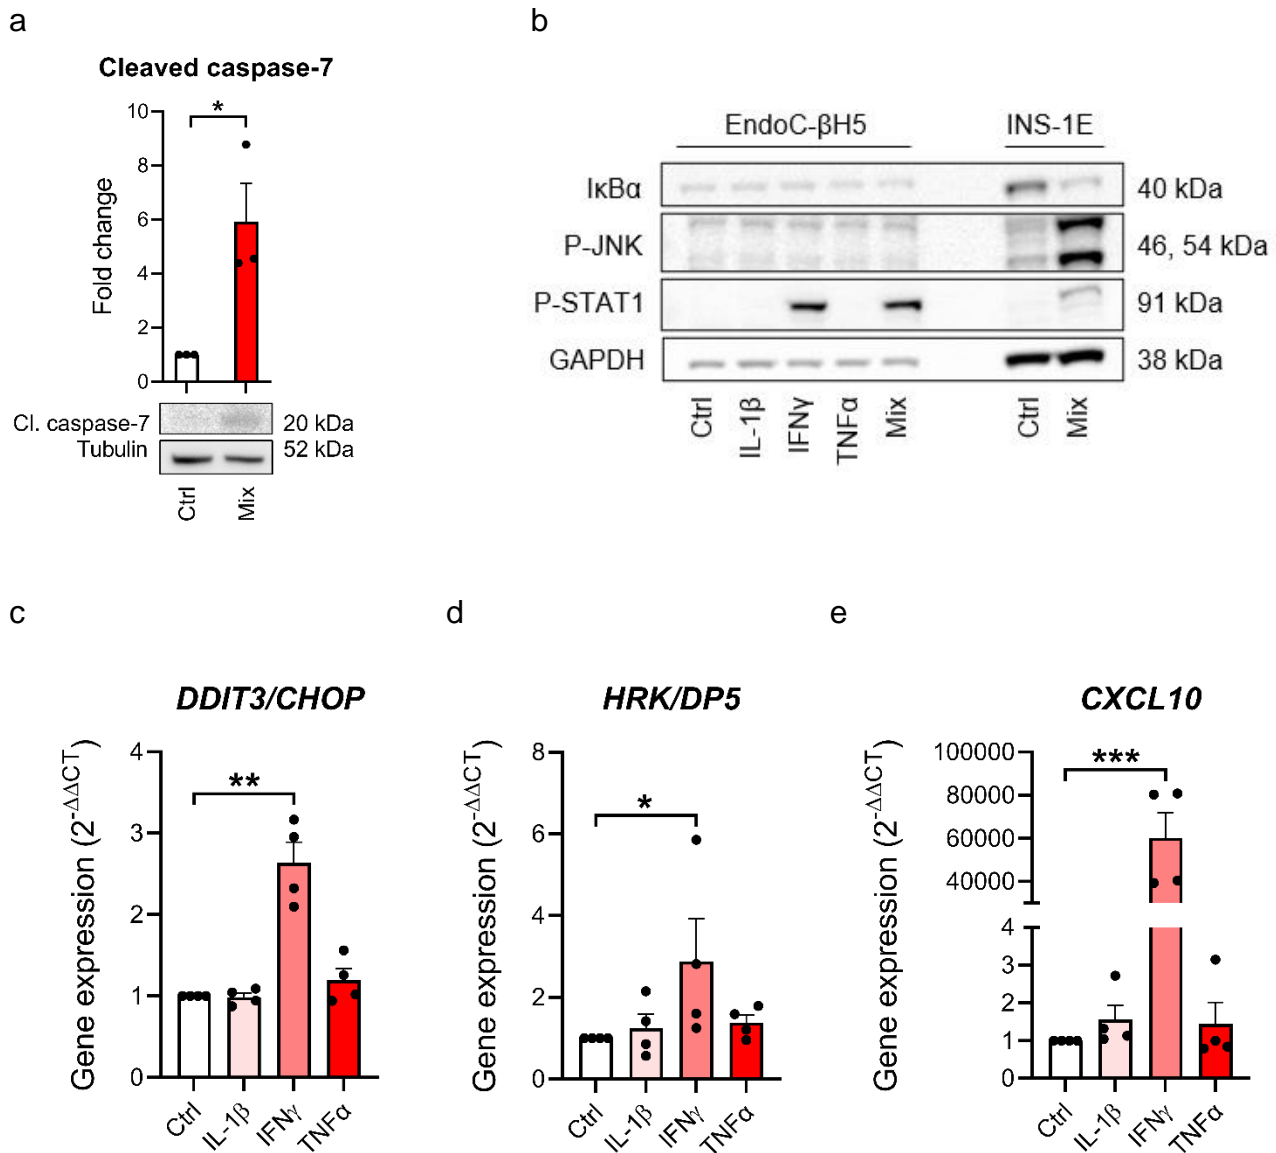 a
Cleaved caspase-7
Fold change
10
8
6
4
2
0
*
Cl. caspase-7 20 kDa
Tubulin 52 kDa
Ctrl Mix
b
EndoC-βH5 INS-1E
IκBα 40 kDa
P-JNK 46, 54 kDa
P-STAT1 91 kDa
GAPDH 38 kDa
Ctrl IL-1β IFNγ TNFα Mix Ctrl Mix
c
DDIT3/CHOP
Gene expression (2^-ΔΔCT)
4
3
2
1
0
**
Ctrl IL-1β IFNγ TNFα
d
HRK/DP5
Gene expression (2^-ΔΔCT)
8
6
4
2
0
*
Ctrl IL-1β IFNγ TNFα
e
CXCL10
Gene expression (2^-ΔΔCT)
100000
80000
60000
40000
4
3
2
1
0
***
Ctrl IL-1β IFNγ TNFα